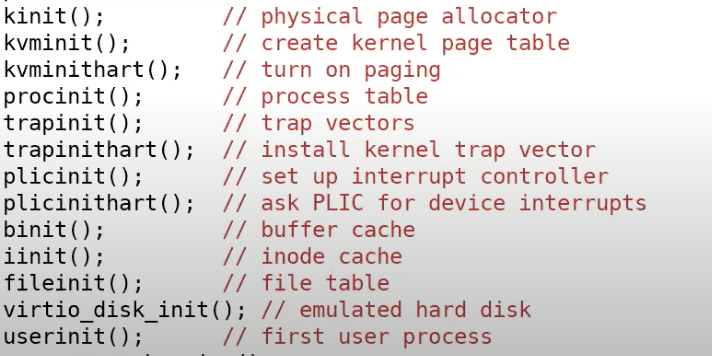 kinit();         // physical page allocator
kvminit();       // create kernel page table
kvminithart();   // turn on paging
procinit();      // process table
trapinit();      // trap vectors
trapinithart();  // install kernel trap vector
plicinit();      // set up interrupt controller
plicinithart();  // ask PLIC for device interrupts
binit();         // buffer cache
iinit();         // inode cache
fileinit();      // file table
virtio_disk_init(); // emulated hard disk
userinit();      // first user process